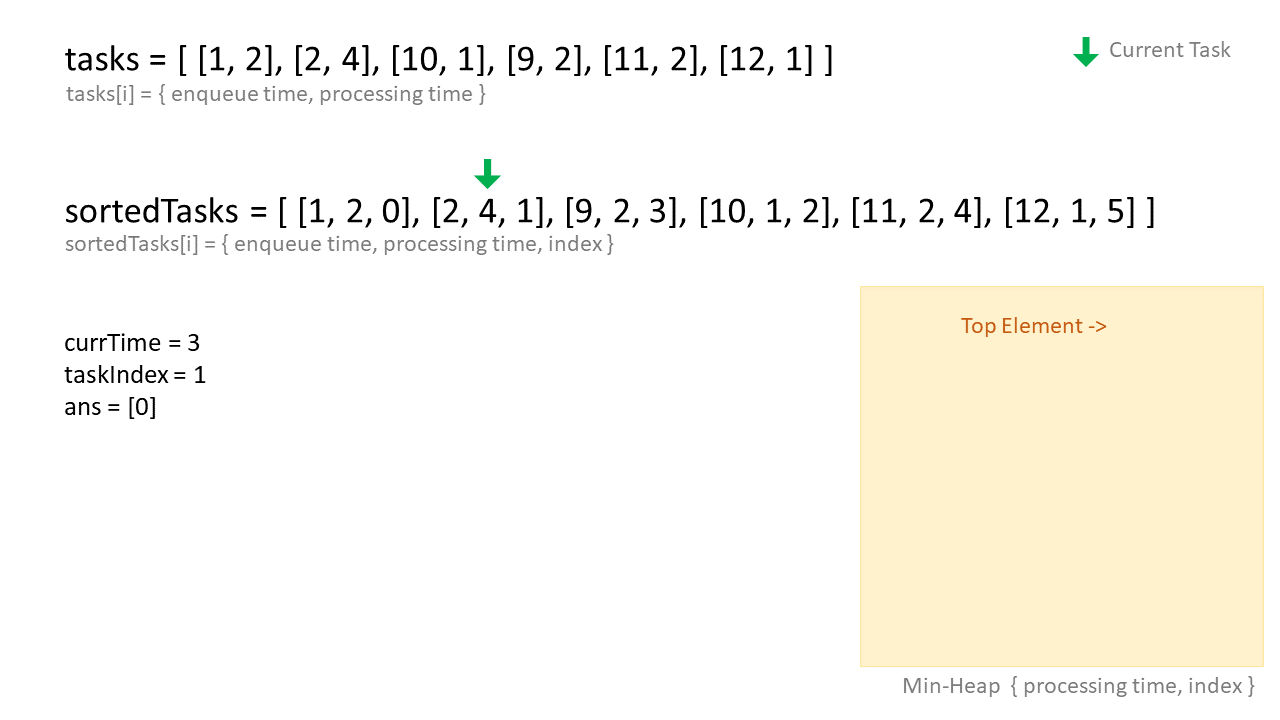 tasks = [ [1, 2], [2, 4], [10, 1], [9, 2], [11, 2], [12, 1] ]
tasks[i] = { enqueue time, processing time }
Current Task
sortedTasks = [ [1, 2, 0], [2, 4, 1], [9, 2, 3], [10, 1, 2], [11, 2, 4], [12, 1, 5] ]
sortedTasks[i] = { enqueue time, processing time, index }
currTime = 3
taskIndex = 1
ans = [0]
Top Element ->
Min-Heap { processing time, index }